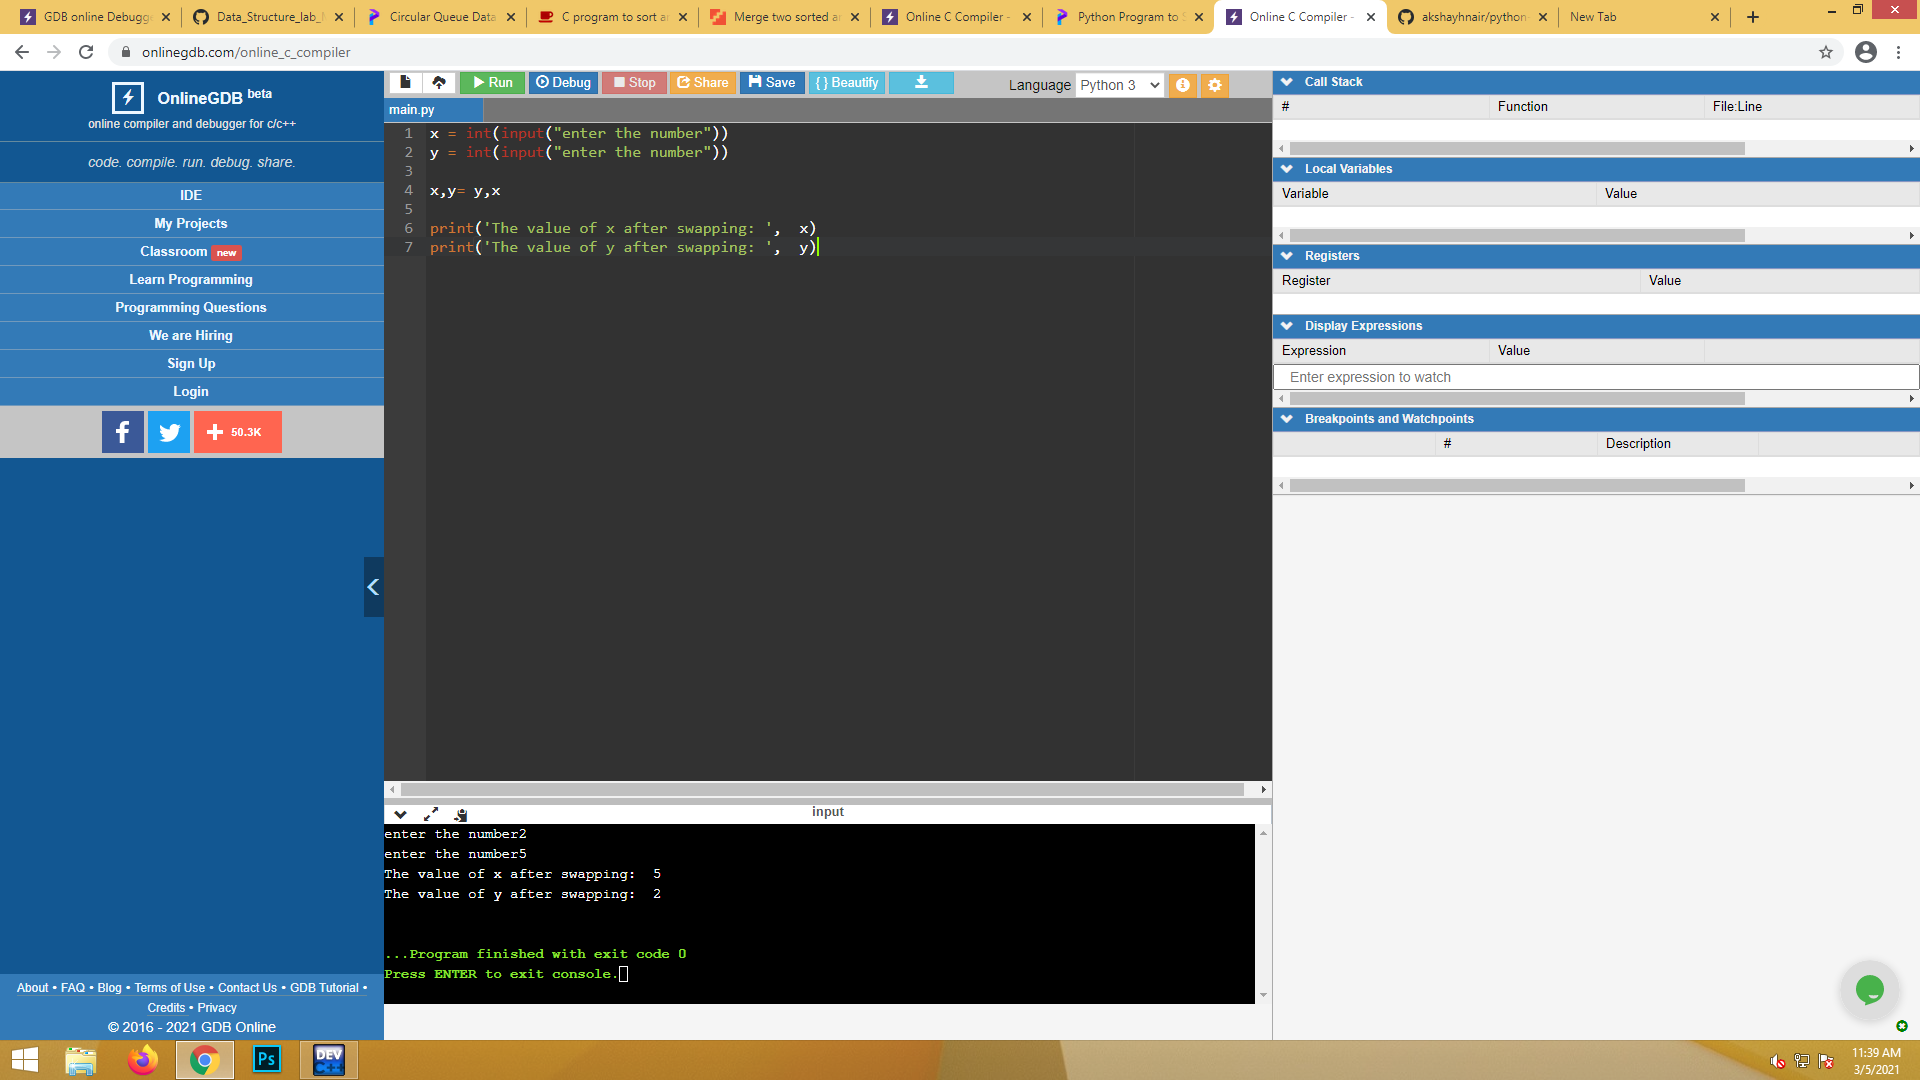 GDB online Debugge
Data_Structure_lab_
Circular Queue Data
C program to sort a
Merge two sorted a
Online C Compiler -
Python Program to S
Online C Compiler -
akshayhnair/python-
New Tab
onlinegdb.com/online_c_compiler
OnlineGDB beta
online compiler and debugger for c/c++
code. compile. run. debug. share.
IDE
My Projects
Classroom new
Learn Programming
Programming Questions
We are Hiring
Sign Up
Login
50.3K
About • FAQ • Blog • Terms of Use • Contact Us • GDB Tutorial •
Credits • Privacy
© 2016 - 2021 GDB Online
Run Debug Stop Share Save { } Beautify
Language Python 3
main.py
1 x = int(input("enter the number"))
2 y = int(input("enter the number"))
3
4 x,y= y,x
5
6 print('The value of x after swapping: ',  x)
7 print('The value of y after swapping: ',  y)
input
enter the number2
enter the number5
The value of x after swapping:  5
The value of y after swapping:  2
...Program finished with exit code 0
Press ENTER to exit console.
Call Stack
# Function File:Line
Local Variables
Variable Value
Registers
Register Value
Display Expressions
Expression Value
Enter expression to watch
Breakpoints and Watchpoints
# Description
Ps
DEV
C++
11:39 AM
3/5/2021